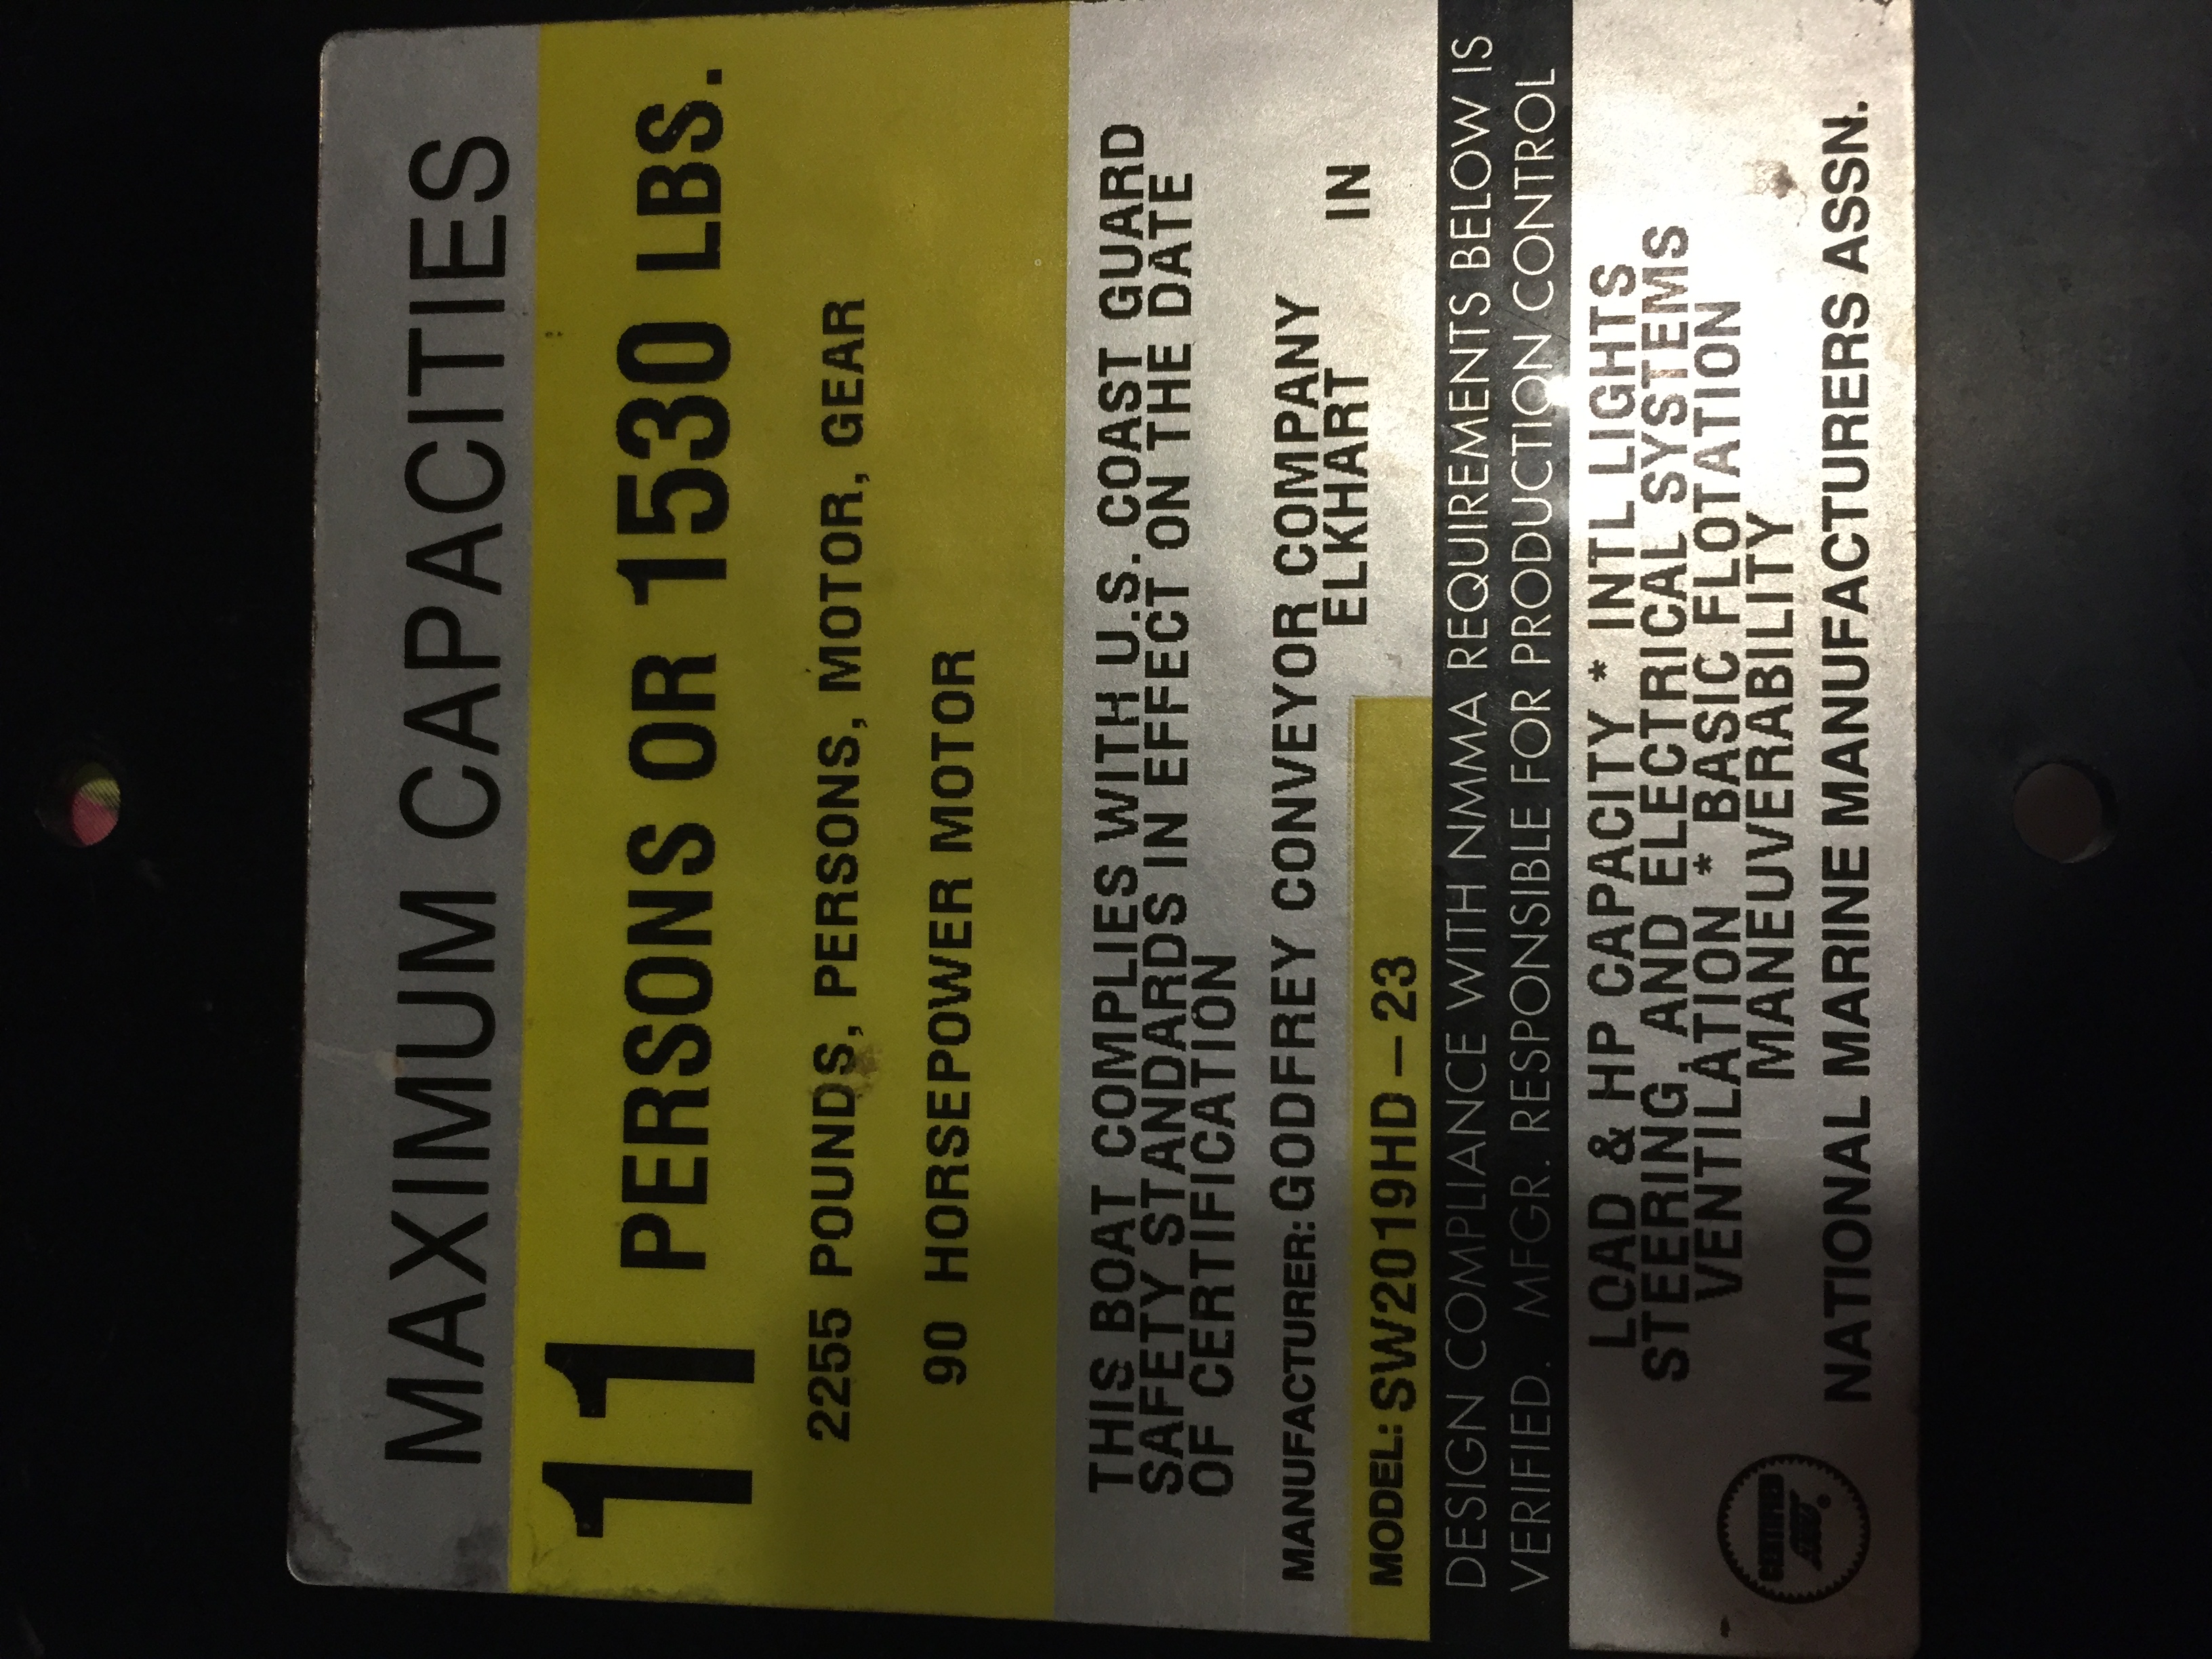 MAXIMUM CAPACITIES
11 PERSONS OR 1530 LBS.
2255 POUNDS, PERSONS, MOTOR, GEAR
90 HORSEPOWER MOTOR
THIS BOAT COMPLIES WITH U.S. COAST GUARD
SAFETY STANDARDS IN EFFECT ON THE DATE
OF CERTIFICATION
MANUFACTURER: GODFREY CONVEYOR COMPANY
ELKHART IN
MODEL: SW2019HD-23
DESIGN COMPLIANCE WITH NMMA REQUIREMENTS BELOW IS
VERIFIED. MFGR. RESPONSIBLE FOR PRODUCTION CONTROL
LOAD & HP CAPACITY * INTL LIGHTS
STEERING, AND ELECTRICAL SYSTEMS
VENTILATION * BASIC FLOTATION
MANEUVERABILITY
NATIONAL MARINE MANUFACTURERS ASSN.
CERTIFIED